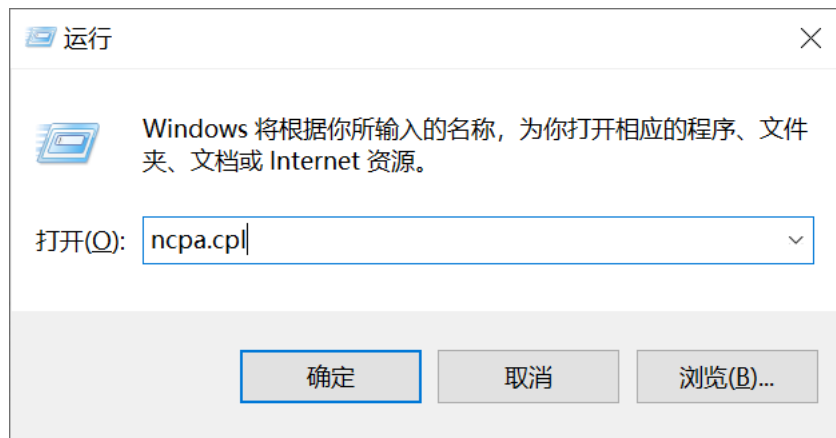 运行
Windows 将根据你所输入的名称，为你打开相应的程序、文件
夹、文档或 Internet 资源。
打开(O): ncpa.cpl
确定 取消 浏览(B)...